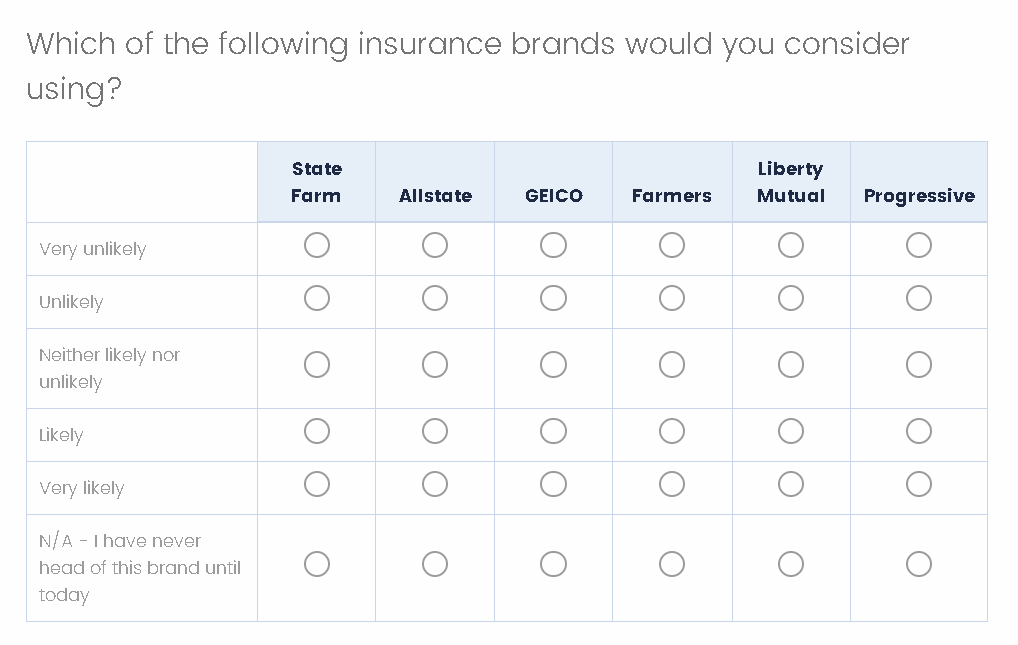 Which of the following insurance brands would you consider
using?
State
Farm
Allstate
GEICO
Farmers
Liberty
Mutual
Progressive
Very unlikely
Unlikely
Neither likely nor
unlikely
Likely
Very likely
N/A - I have never
head of this brand until
today